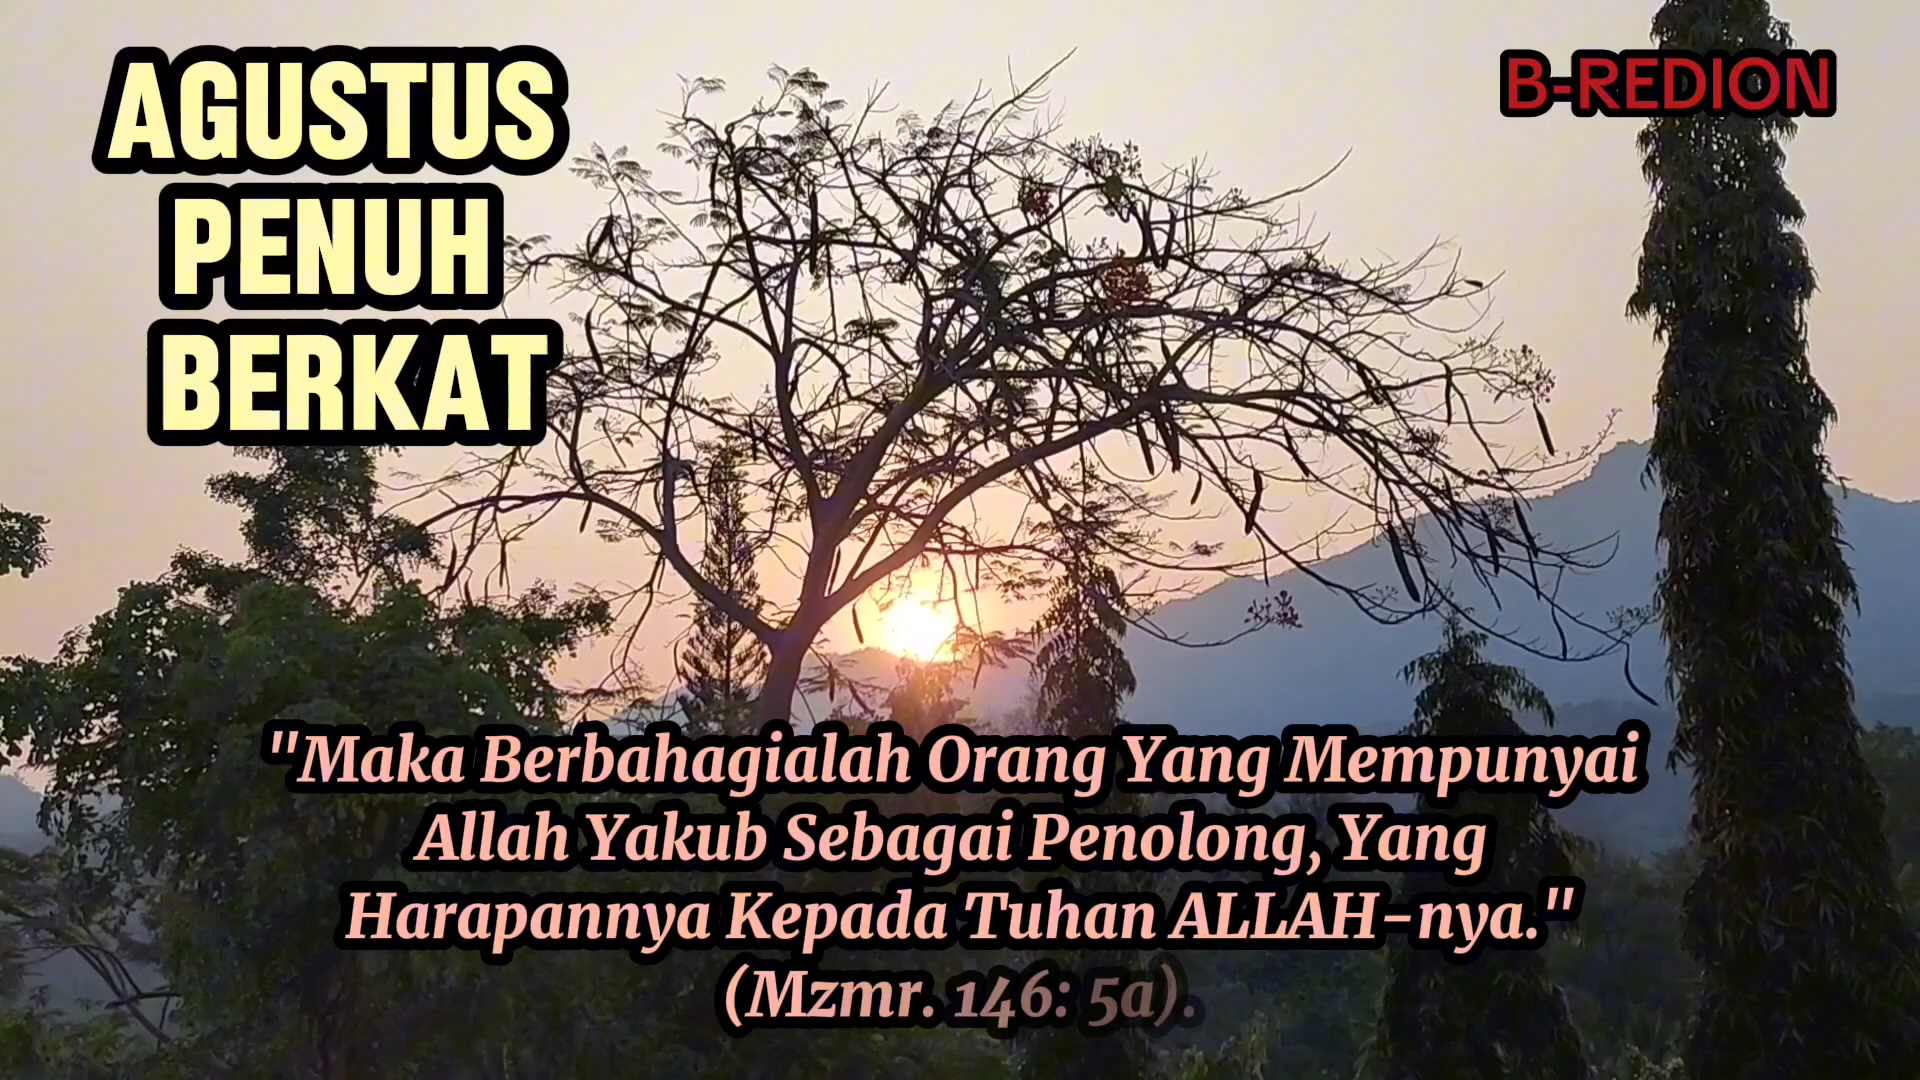 AGUSTUS
PENUH
BERKAT
B-REDION
"Maka Berbahagialah Orang Yang Mempunyai
Allah Yakub Sebagai Penolong, Yang
Harapannya Kepada Tuhan ALLAH-nya."
(Mzmr. 146: 5a).